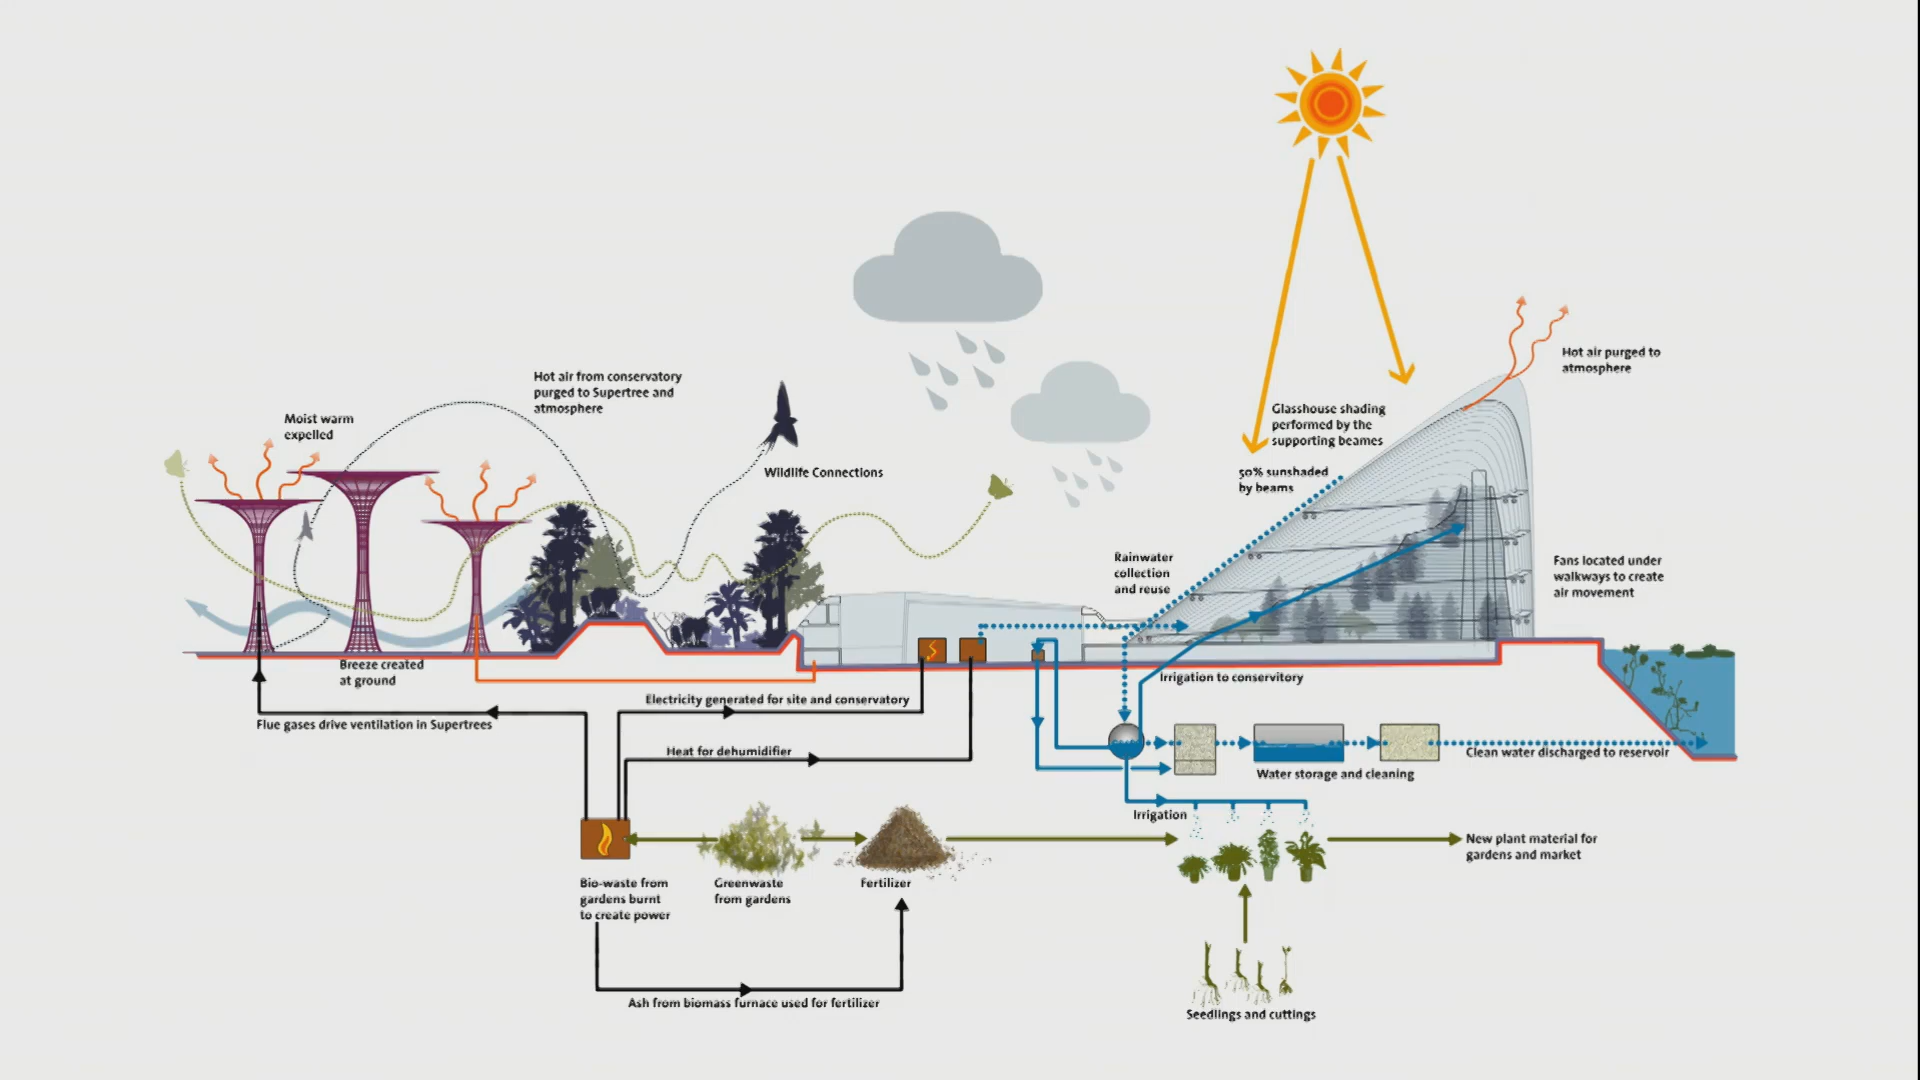 Hot air purged to
atmosphere
Hot air from conservatory
purged to Supertree and
atmosphere
Moist warm
expelled
Glasshouse shading
performed by the
supporting beames
50% sunshaded
by beams
Wildlife Connections
Rainwater
collection
and reuse
Fans located under
walkways to create
air movement
Breeze created
at ground
Irrigation to conservitory
Electricity generated for site and conservatory
Flue gases drive ventilation in Supertrees
Heat for dehumidifier
Clean water discharged to reservoir
Water storage and cleaning
Irrigation
New plant material for
gardens and market
Bio-waste from
gardens burnt
to create power
Greenwaste
from gardens
Fertilizer
Ash from biomass furnace used for fertilizer
Seedlings and cuttings